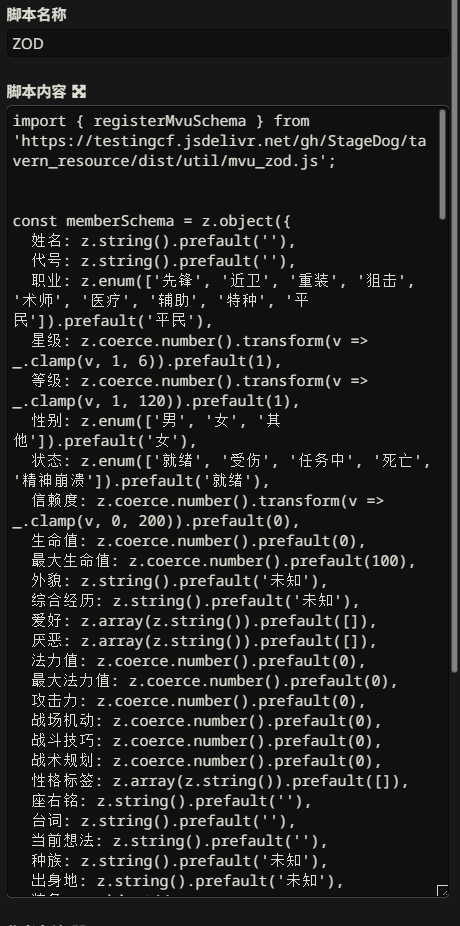 脚本名称
ZOD
脚本内容
import { registerMvuSchema } from
'https://testingcf.jsdelivr.net/gh/StageDog/ta
vern_resource/dist/util/mvu_zod.js';
const memberSchema = z.object({
姓名: z.string().prefault(''),
代号: z.string().prefault(''),
职业: z.enum(['先锋', '近卫', '重装', '狙击',
'术师', '医疗', '辅助', '特种', '平
民']).prefault('平民'),
星级: z.coerce.number().transform(v =>
_.clamp(v, 1, 6)).prefault(1),
等级: z.coerce.number().transform(v =>
_.clamp(v, 1, 120)).prefault(1),
性别: z.enum(['男', '女', '其
他']).prefault('女'),
状态: z.enum(['就绪', '受伤', '任务中', '死亡',
'精神崩溃']).prefault('就绪'),
信赖度: z.coerce.number().transform(v =>
_.clamp(v, 0, 200)).prefault(0),
生命值: z.coerce.number().prefault(0),
最大生命值: z.coerce.number().prefault(100),
外貌: z.string().prefault('未知'),
综合经历: z.string().prefault('未知'),
爱好: z.array(z.string()).prefault([]),
厌恶: z.array(z.string()).prefault([]),
法力值: z.coerce.number().prefault(0),
最大法力值: z.coerce.number().prefault(0),
攻击力: z.coerce.number().prefault(0),
战场机动: z.coerce.number().prefault(0),
战斗技巧: z.coerce.number().prefault(0),
战术规划: z.coerce.number().prefault(0),
性格标签: z.array(z.string()).prefault([]),
座右铭: z.string().prefault(''),
台词: z.string().prefault(''),
当前想法: z.string().prefault(''),
种族: z.string().prefault('未知'),
出身地: z.string().prefault('未知'),